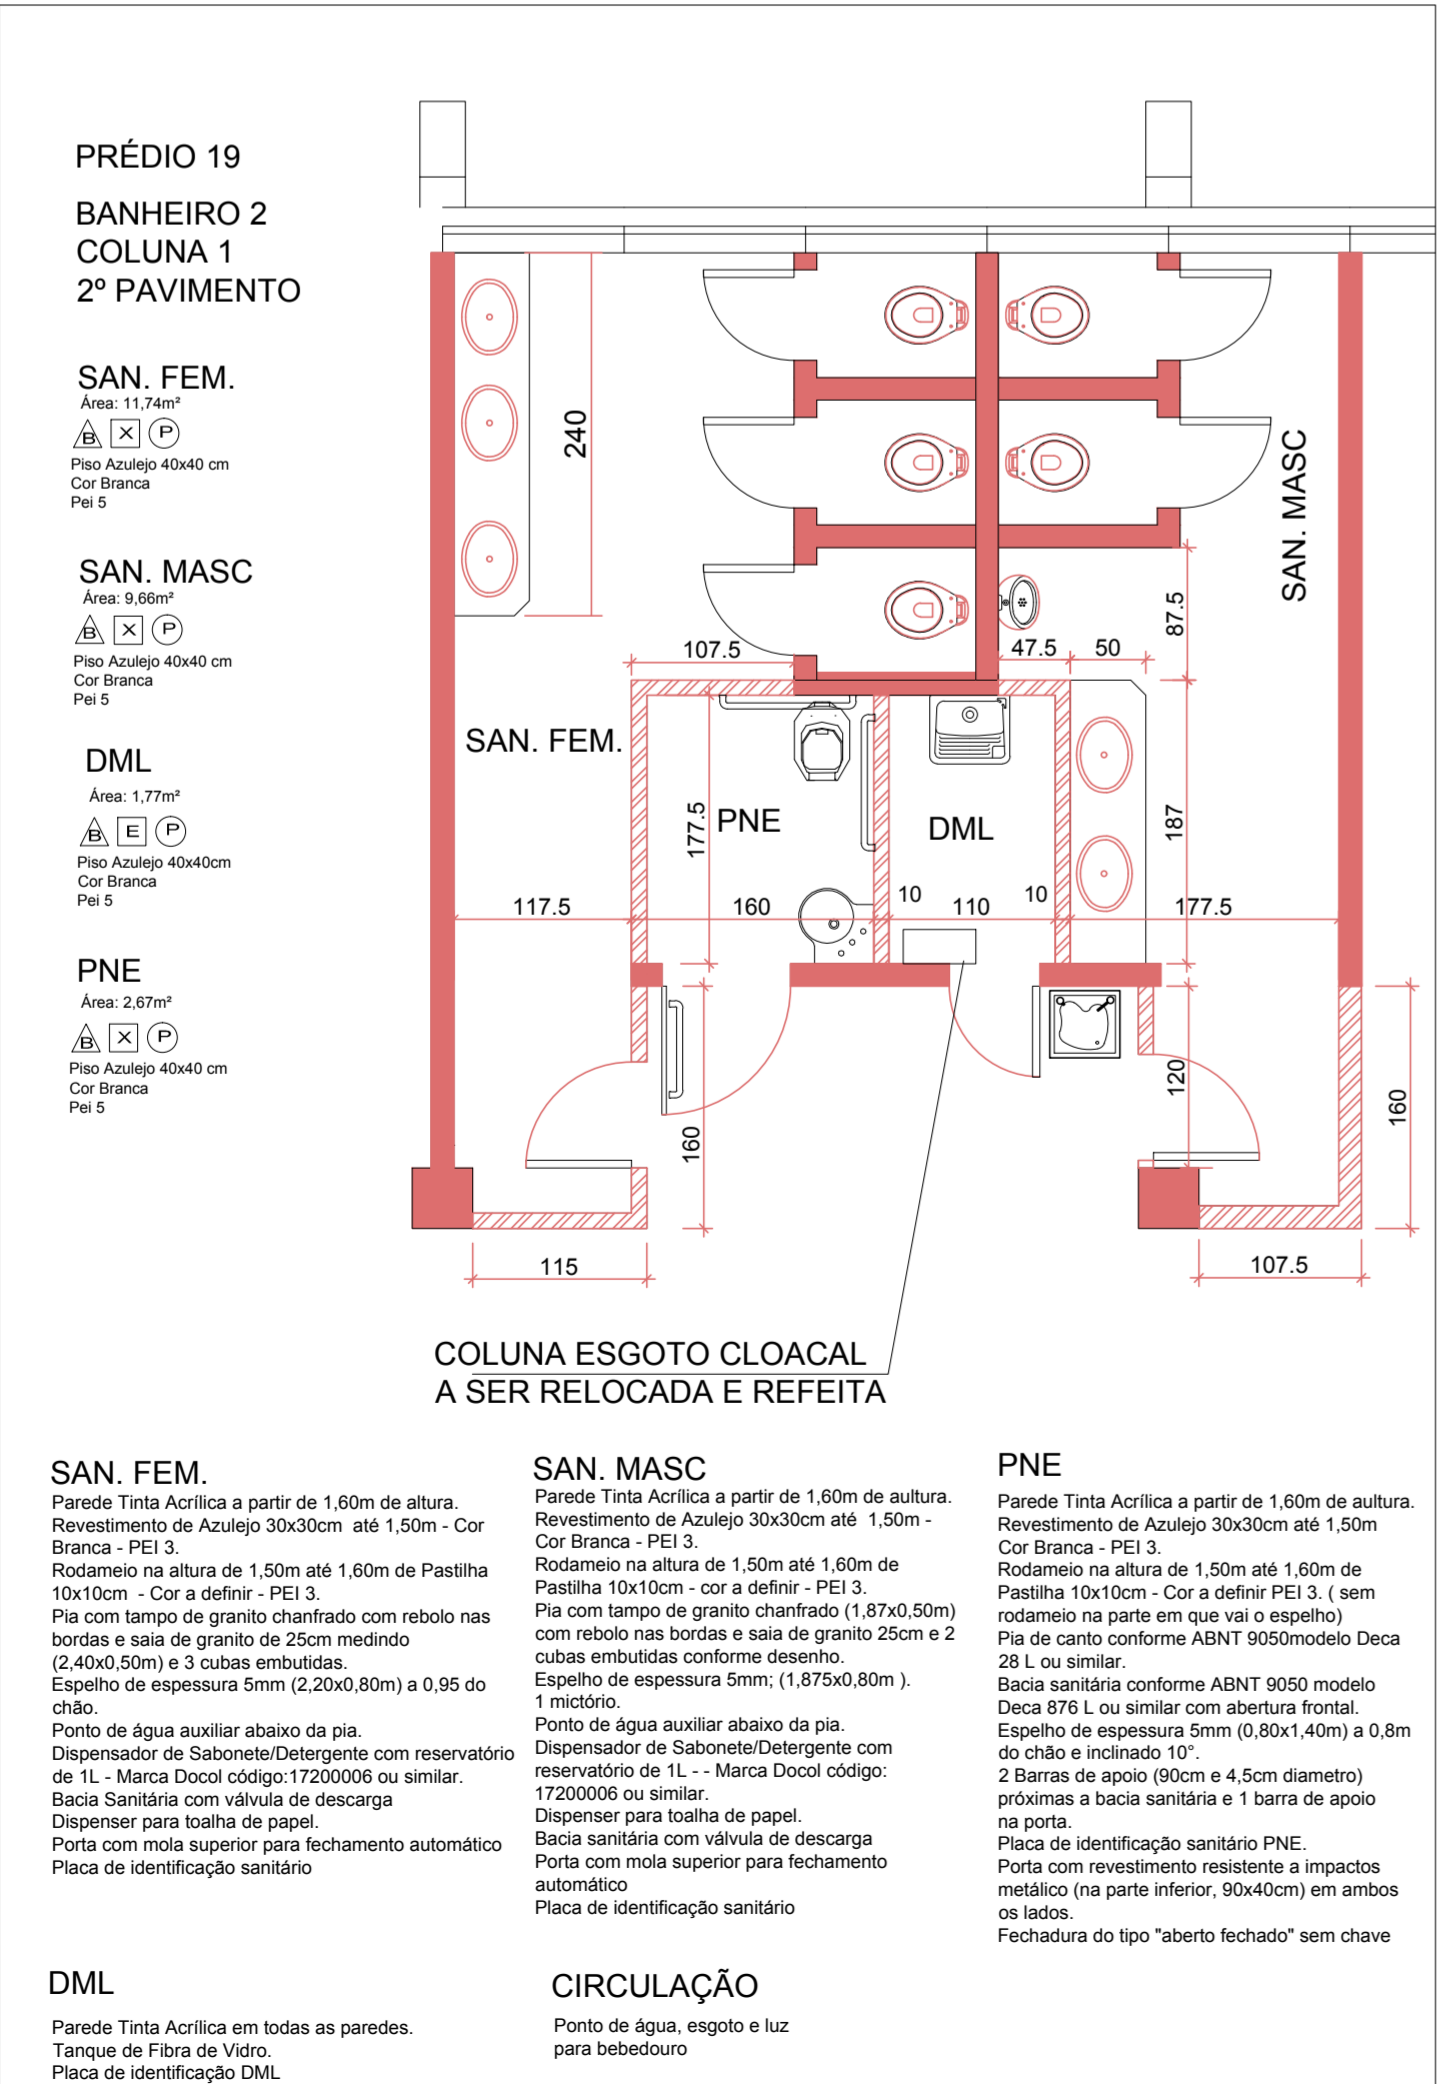 PRÉDIO 19
BANHEIRO 2
COLUNA 1
2º PAVIMENTO
SAN. FEM.
Área: 11,74m²
B X P
Piso Azulejo 40x40 cm
Cor Branca
Pei 5
SAN. MASC
Área: 9,66m²
B X P
Piso Azulejo 40x40 cm
Cor Branca
Pei 5
DML
Área: 1,77m²
B E P
Piso Azulejo 40x40cm
Cor Branca
Pei 5
PNE
Área: 2,67m²
B X P
Piso Azulejo 40x40 cm
Cor Branca
Pei 5
240
SAN. MASC
87.5
107.5
47.5
50
SAN. FEM.
177.5
PNE
DML
187
117.5
160
10
110
10
177.5
160
120
160
115
107.5
COLUNA ESGOTO CLOACAL
A SER RELOCADA E REFEITA
SAN. FEM.
Parede Tinta Acrílica a partir de 1,60m de altura.
Revestimento de Azulejo 30x30cm até 1,50m - Cor
Branca - PEI 3.
Rodameio na altura de 1,50m até 1,60m de Pastilha
10x10cm - Cor a definir - PEI 3.
Pia com tampo de granito chanfrado com rebolo nas
bordas e saia de granito de 25cm medindo
(2,40x0,50m) e 3 cubas embutidas.
Espelho de espessura 5mm (2,20x0,80m) a 0,95 do
chão.
Ponto de água auxiliar abaixo da pia.
Dispensador de Sabonete/Detergente com reservatório
de 1L - Marca Docol código:17200006 ou similar.
Bacia Sanitária com válvula de descarga
Dispenser para toalha de papel.
Porta com mola superior para fechamento automático
Placa de identificação sanitário
SAN. MASC
Parede Tinta Acrílica a partir de 1,60m de aultura.
Revestimento de Azulejo 30x30cm até 1,50m -
Cor Branca - PEI 3.
Rodameio na altura de 1,50m até 1,60m de
Pastilha 10x10cm - cor a definir - PEI 3.
Pia com tampo de granito chanfrado (1,87x0,50m)
com rebolo nas bordas e saia de granito 25cm e 2
cubas embutidas conforme desenho.
Espelho de espessura 5mm; (1,875x0,80m ).
1 mictório.
Ponto de água auxiliar abaixo da pia.
Dispensador de Sabonete/Detergente com
reservatório de 1L - - Marca Docol código:
17200006 ou similar.
Dispenser para toalha de papel.
Bacia sanitária com válvula de descarga
Porta com mola superior para fechamento
automático
Placa de identificação sanitário
PNE
Parede Tinta Acrílica a partir de 1,60m de aultura.
Revestimento de Azulejo 30x30cm até 1,50m
Cor Branca - PEI 3.
Rodameio na altura de 1,50m até 1,60m de
Pastilha 10x10cm - Cor a definir PEI 3. ( sem
rodameio na parte em que vai o espelho)
Pia de canto conforme ABNT 9050modelo Deca
28 L ou similar.
Bacia sanitária conforme ABNT 9050 modelo
Deca 876 L ou similar com abertura frontal.
Espelho de espessura 5mm (0,80x1,40m) a 0,8m
do chão e inclinado 10°.
2 Barras de apoio (90cm e 4,5cm diametro)
próximas a bacia sanitária e 1 barra de apoio
na porta.
Placa de identificação sanitário PNE.
Porta com revestimento resistente a impactos
metálico (na parte inferior, 90x40cm) em ambos
os lados.
Fechadura do tipo "aberto fechado" sem chave
DML
Parede Tinta Acrílica em todas as paredes.
Tanque de Fibra de Vidro.
Placa de identificação DML
CIRCULAÇÃO
Ponto de água, esgoto e luz
para bebedouro